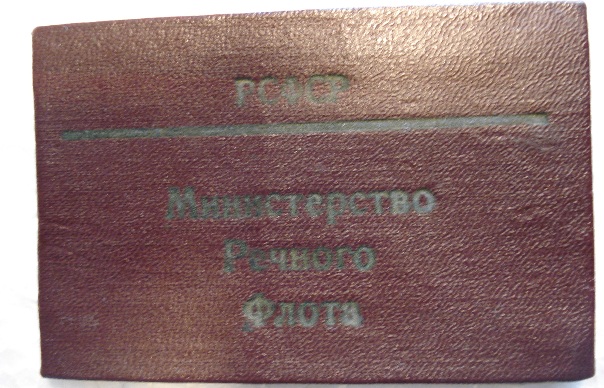 РСФСР
Министерство
Речного
Флота